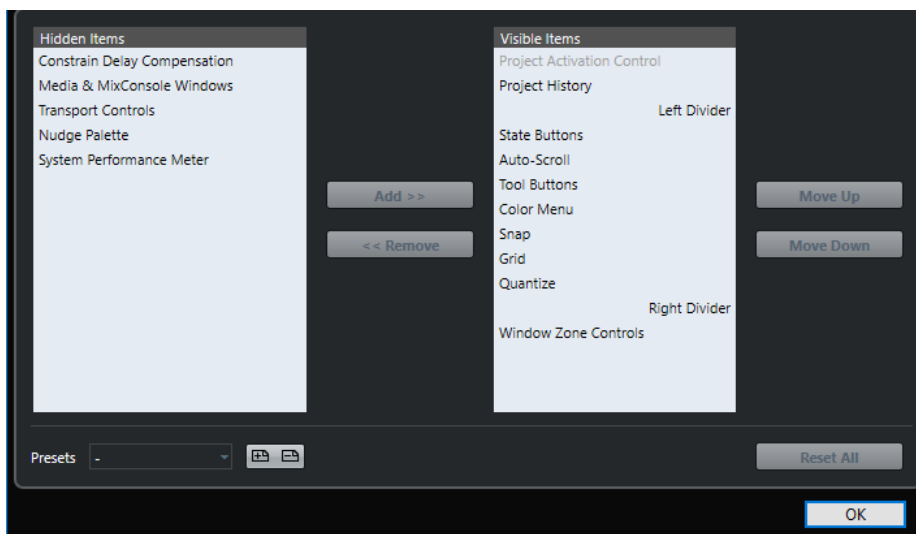 Hidden Items
Constrain Delay Compensation
Media & MixConsole Windows
Transport Controls
Nudge Palette
System Performance Meter
Add >>
<< Remove
Visible Items
Project Activation Control
Project History
Left Divider
State Buttons
Auto-Scroll
Tool Buttons
Color Menu
Snap
Grid
Quantize
Right Divider
Window Zone Controls
Move Up
Move Down
Presets -
Reset All
OK